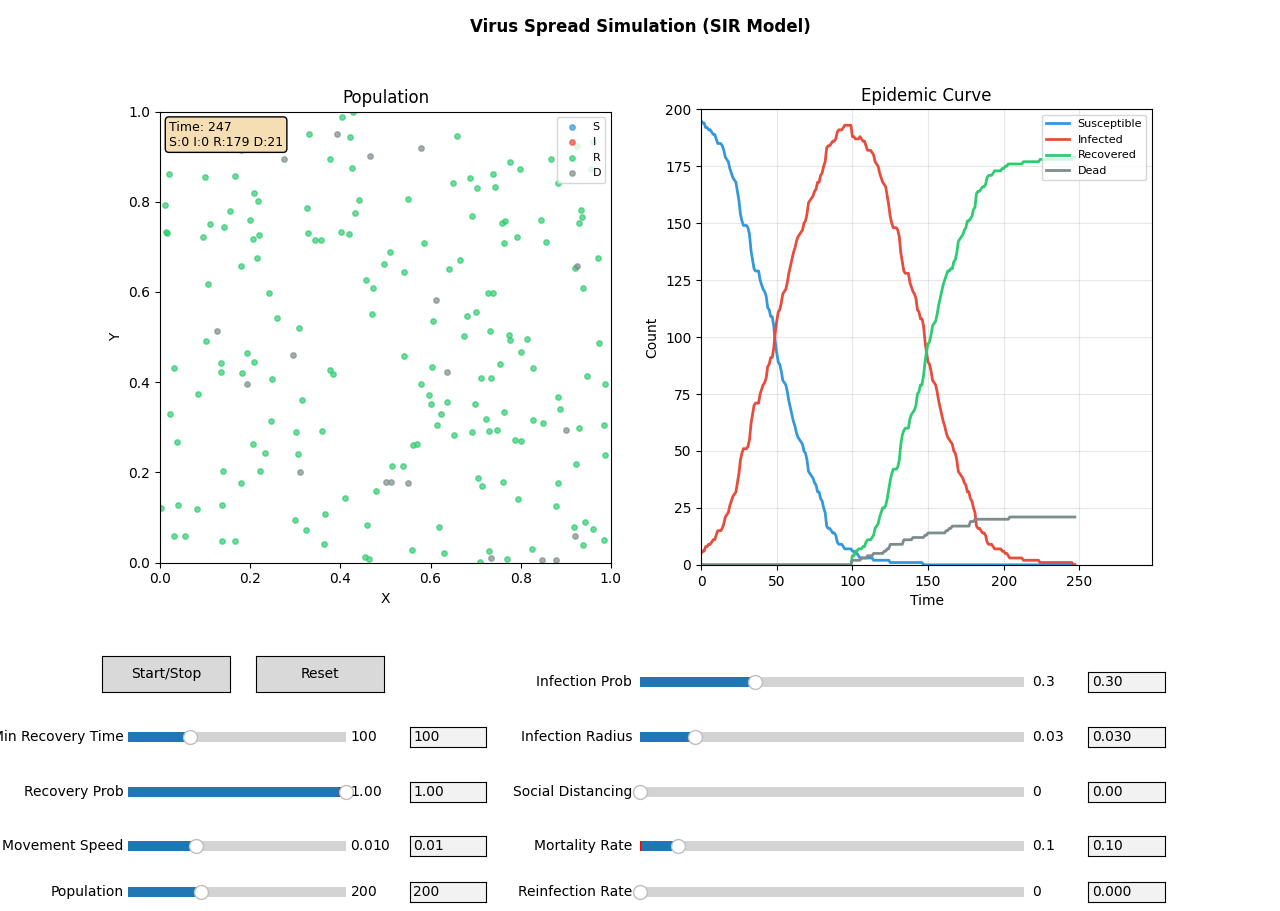 Virus Spread Simulation (SIR Model)
Population
Time: 247
S:0 I:0 R:179 D:21
S
I
R
D
1.0
0.8
0.6
0.4
0.2
0.0
Y
0.0 0.2 0.4 0.6 0.8 1.0
X
Epidemic Curve
Susceptible
Infected
Recovered
Dead
200
175
150
125
100
75
50
25
0
Count
0 50 100 150 200 250
Time
Start/Stop
Reset
Infection Prob 0.3 0.30
Min Recovery Time 100 100
Infection Radius 0.03 0.030
Recovery Prob 1.00 1.00
Social Distancing 0 0.00
Movement Speed 0.010 0.01
Mortality Rate 0.1 0.10
Population 200 200
Reinfection Rate 0 0.000